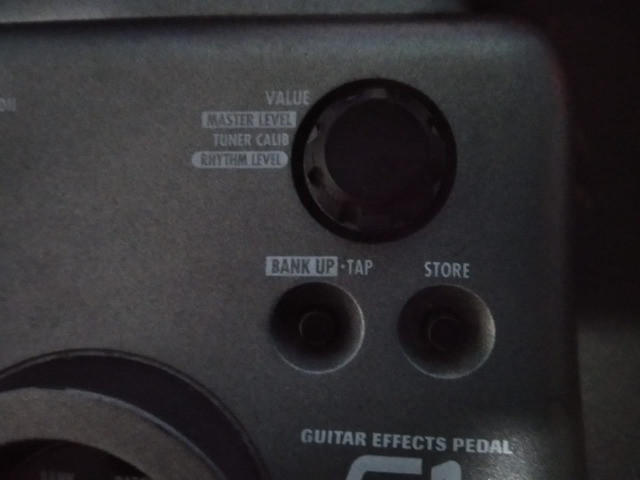 VALUE
MASTER LEVEL
TUNER CALIB
RHYTHM LEVEL
BANK UP·TAP STORE
GUITAR EFFECTS PEDAL